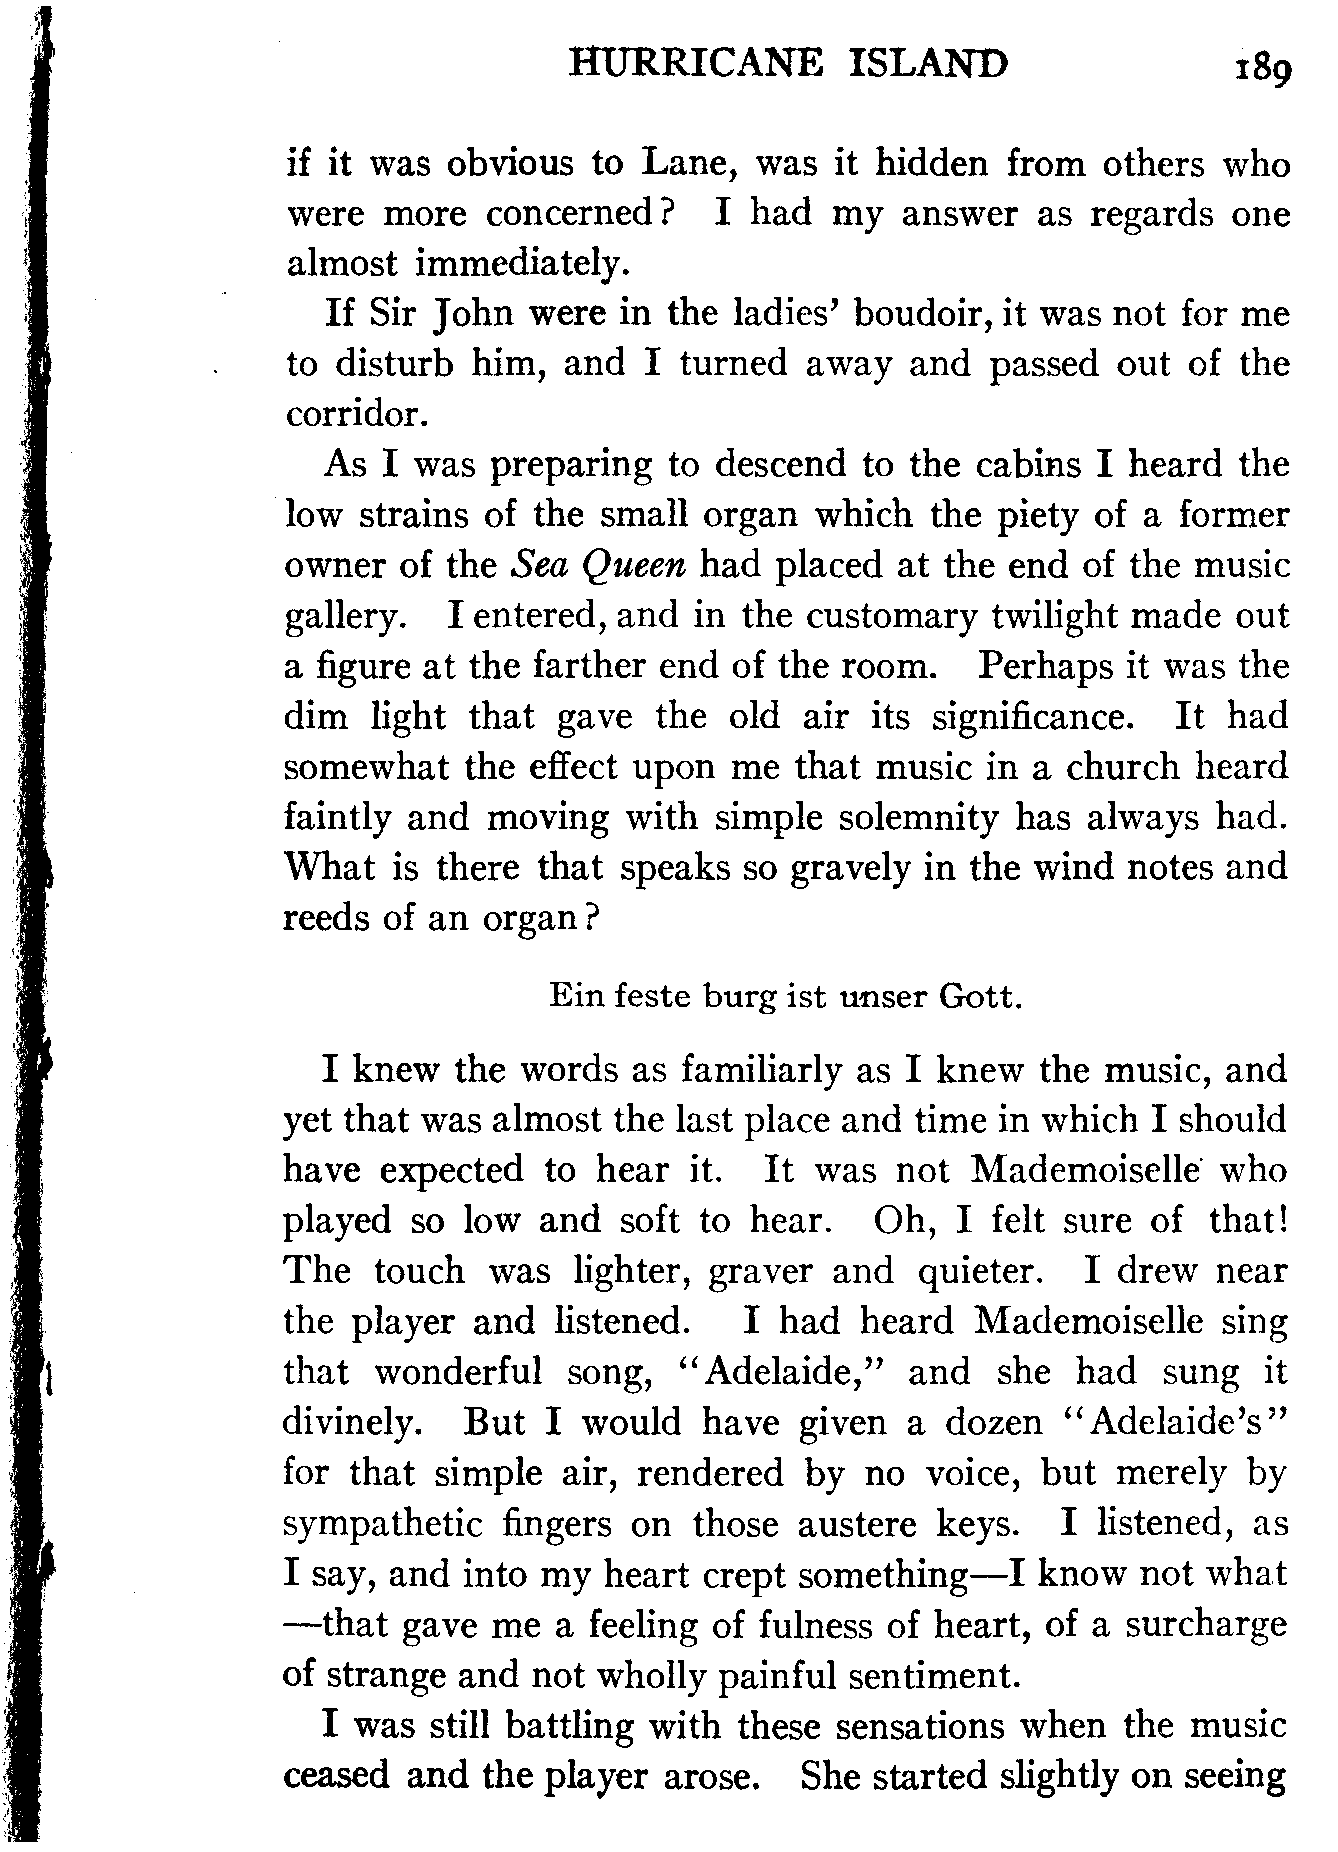 HURRICANE ISLAND 189
if it was obvious to Lane, was it hidden from others who
were more concerned? I had my answer as regards one
almost immediately.
If Sir John were in the ladies' boudoir, it was not for me
to disturb him, and I turned away and passed out of the
corridor.
As I was preparing to descend to the cabins I heard the
low strains of the small organ which the piety of a former
owner of the Sea Queen had placed at the end of the music
gallery. I entered, and in the customary twilight made out
a figure at the farther end of the room. Perhaps it was the
dim light that gave the old air its significance. It had
somewhat the effect upon me that music in a church heard
faintly and moving with simple solemnity has always had.
What is there that speaks so gravely in the wind notes and
reeds of an organ?
Ein feste burg ist unser Gott.
I knew the words as familiarly as I knew the music, and
yet that was almost the last place and time in which I should
have expected to hear it. It was not Mademoiselle who
played so low and soft to hear. Oh, I felt sure of that!
The touch was lighter, graver and quieter. I drew near
the player and listened. I had heard Mademoiselle sing
that wonderful song, "Adelaide," and she had sung it
divinely. But I would have given a dozen "Adelaide's"
for that simple air, rendered by no voice, but merely by
sympathetic fingers on those austere keys. I listened, as
I say, and into my heart crept something—I know not what
—that gave me a feeling of fulness of heart, of a surcharge
of strange and not wholly painful sentiment.
I was still battling with these sensations when the music
ceased and the player arose. She started slightly on seeing